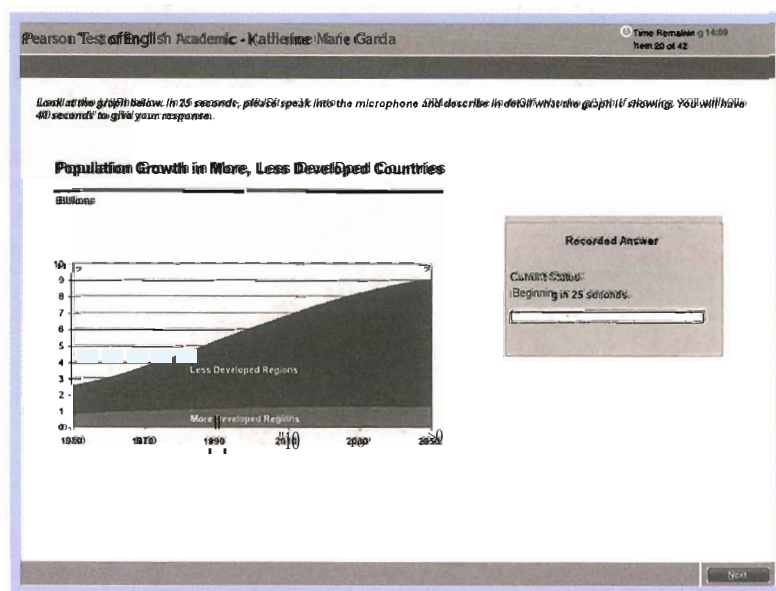 Pearson Test of English Academic - Katherine Marie Garcia
Time Remaining 14:59
Item 20 of 42
Look at the graph below. In 25 seconds, please speak into the microphone and describe in detail what the graph is showing. You will have
40 seconds to give your response.
Population Growth in More, Less Developed Countries
Billions
Recorded Answer
Current Status:
Beginning in 25 seconds.
10
9
8
7
6
5
4
3
2
1
0
Less Developed Regions
More Developed Regions
1950 1970 1990 2010 2030 2050
Next